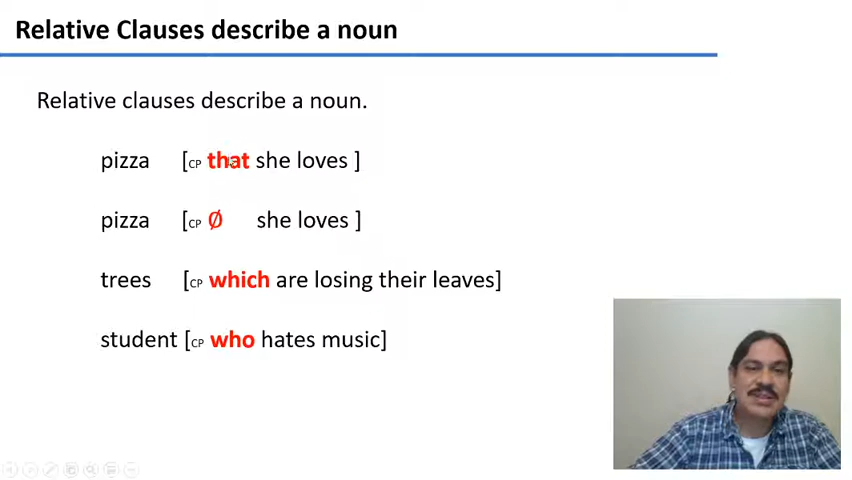 Relative Clauses describe a noun
Relative clauses describe a noun.
pizza [CP that she loves ]
pizza [CP Ø she loves ]
trees [CP which are losing their leaves]
student [CP who hates music]